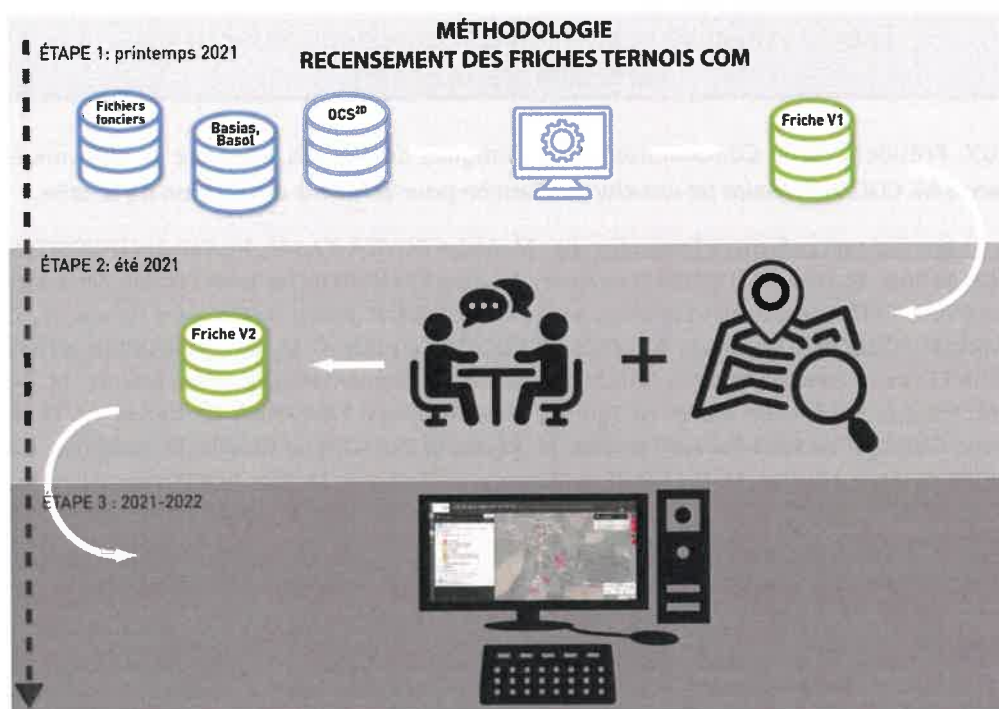 MÉTHODOLOGIE
RECENSEMENT DES FRICHES TERNOIS COM
ÉTAPE 1: printemps 2021
Fichiers
fonciers
Basias,
Basol
OCS²ᴰ
Friche V1
ÉTAPE 2: été 2021
Friche V2
ÉTAPE 3 : 2021-2022